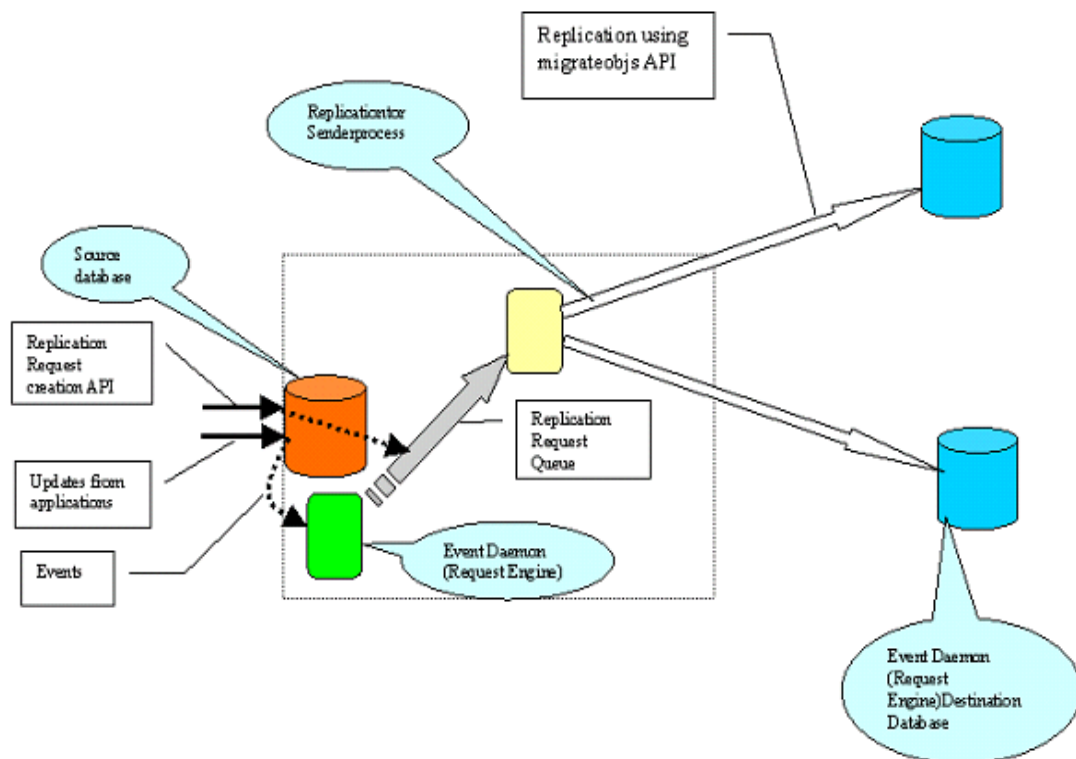 Replication using
migrateobjs API
Replicationtor
Senderprocess
Source
database
Replication
Request
creation API
Replication
Request
Queue
Updates from
applications
Events
Event Daemon
(Request Engine)
Event Daemon
(Request
Engine)Destination
Database